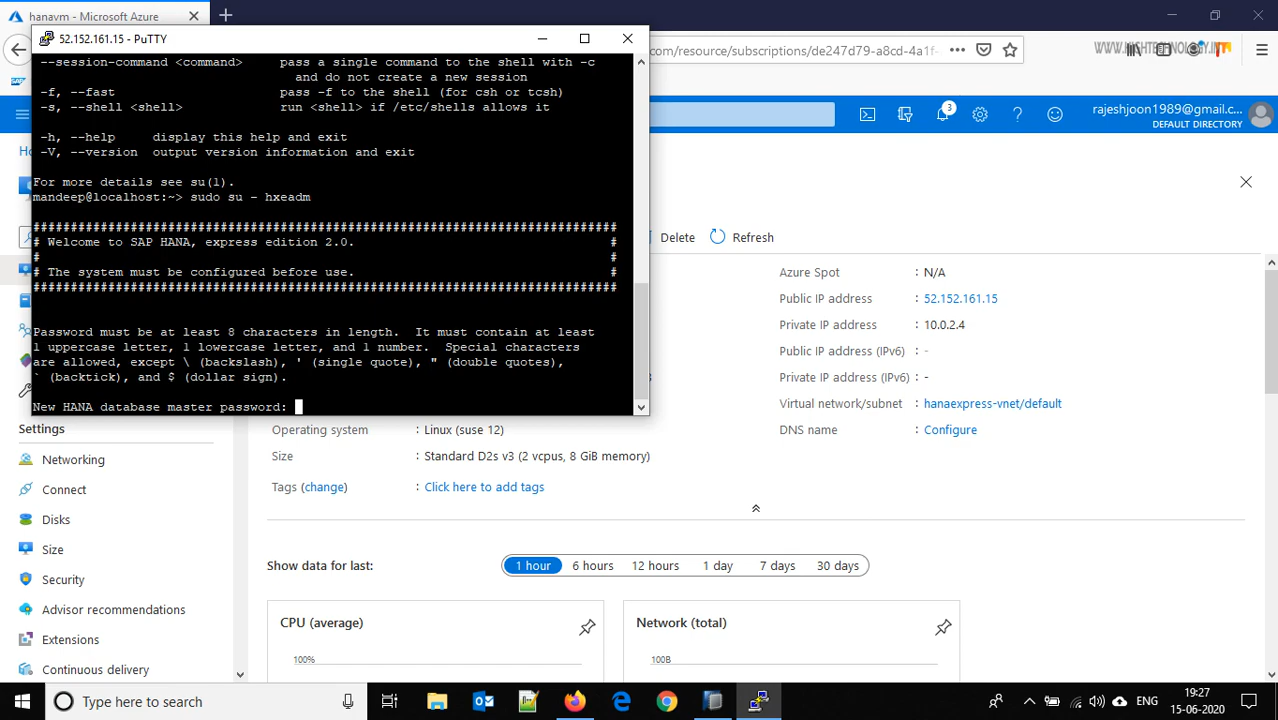 hanavm - Microsoft Azure
52.152.161.15 - PuTTY
com/resource/subscriptions/de247d79-a8cd-4a1f-
--session-command <command>     pass a single command to the shell with -c
and do not create a new session
-f, --fast                      pass -f to the shell (for csh or tcsh)
-s, --shell <shell>             run <shell> if /etc/shells allows it
-h, --help     display this help and exit
-V, --version  output version information and exit
For more details see su(1).
mandeep@localhost:~> sudo su - hxeadm
##############################################################################
# Welcome to SAP HANA, express edition 2.0. #
# #
# The system must be configured before use. #
##############################################################################
Password must be at least 8 characters in length.  It must contain at least
1 uppercase letter, 1 lowercase letter, and 1 number.  Special characters
are allowed, except \ (backslash), ' (single quote), " (double quotes),
` (backtick), and $ (dollar sign).
New HANA database master password:
3
rajeshjoon1989@gmail.c...
DEFAULT DIRECTORY
Delete
Refresh
Azure Spot : N/A
Public IP address : 52.152.161.15
Private IP address : 10.0.2.4
Public IP address (IPv6) : -
Private IP address (IPv6) : -
Virtual network/subnet : hanaexpress-vnet/default
DNS name : Configure
Operating system : Linux (suse 12)
Size : Standard D2s v3 (2 vcpus, 8 GiB memory)
Tags (change) : Click here to add tags
Settings
Networking
Connect
Disks
Size
Security
Advisor recommendations
Extensions
Continuous delivery
Show data for last:
1 hour
6 hours
12 hours
1 day
7 days
30 days
CPU (average)
100%
Network (total)
100B
Type here to search
ENG
19:27
15-06-2020